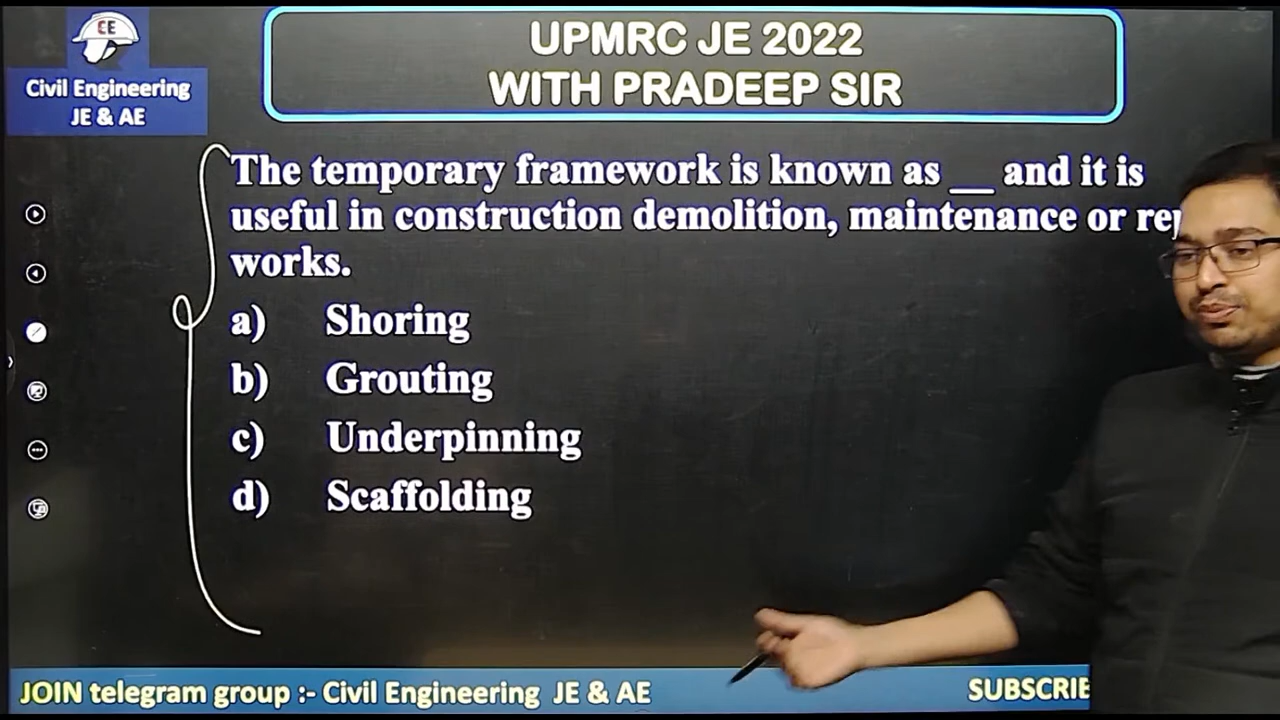 CE
Civil Engineering
JE & AE
UPMRC JE 2022
WITH PRADEEP SIR
The temporary framework is known as __ and it is
useful in construction demolition, maintenance or
works.
a) Shoring
b) Grouting
c) Underpinning
d) Scaffolding
JOIN telegram group :- Civil Engineering JE & AE